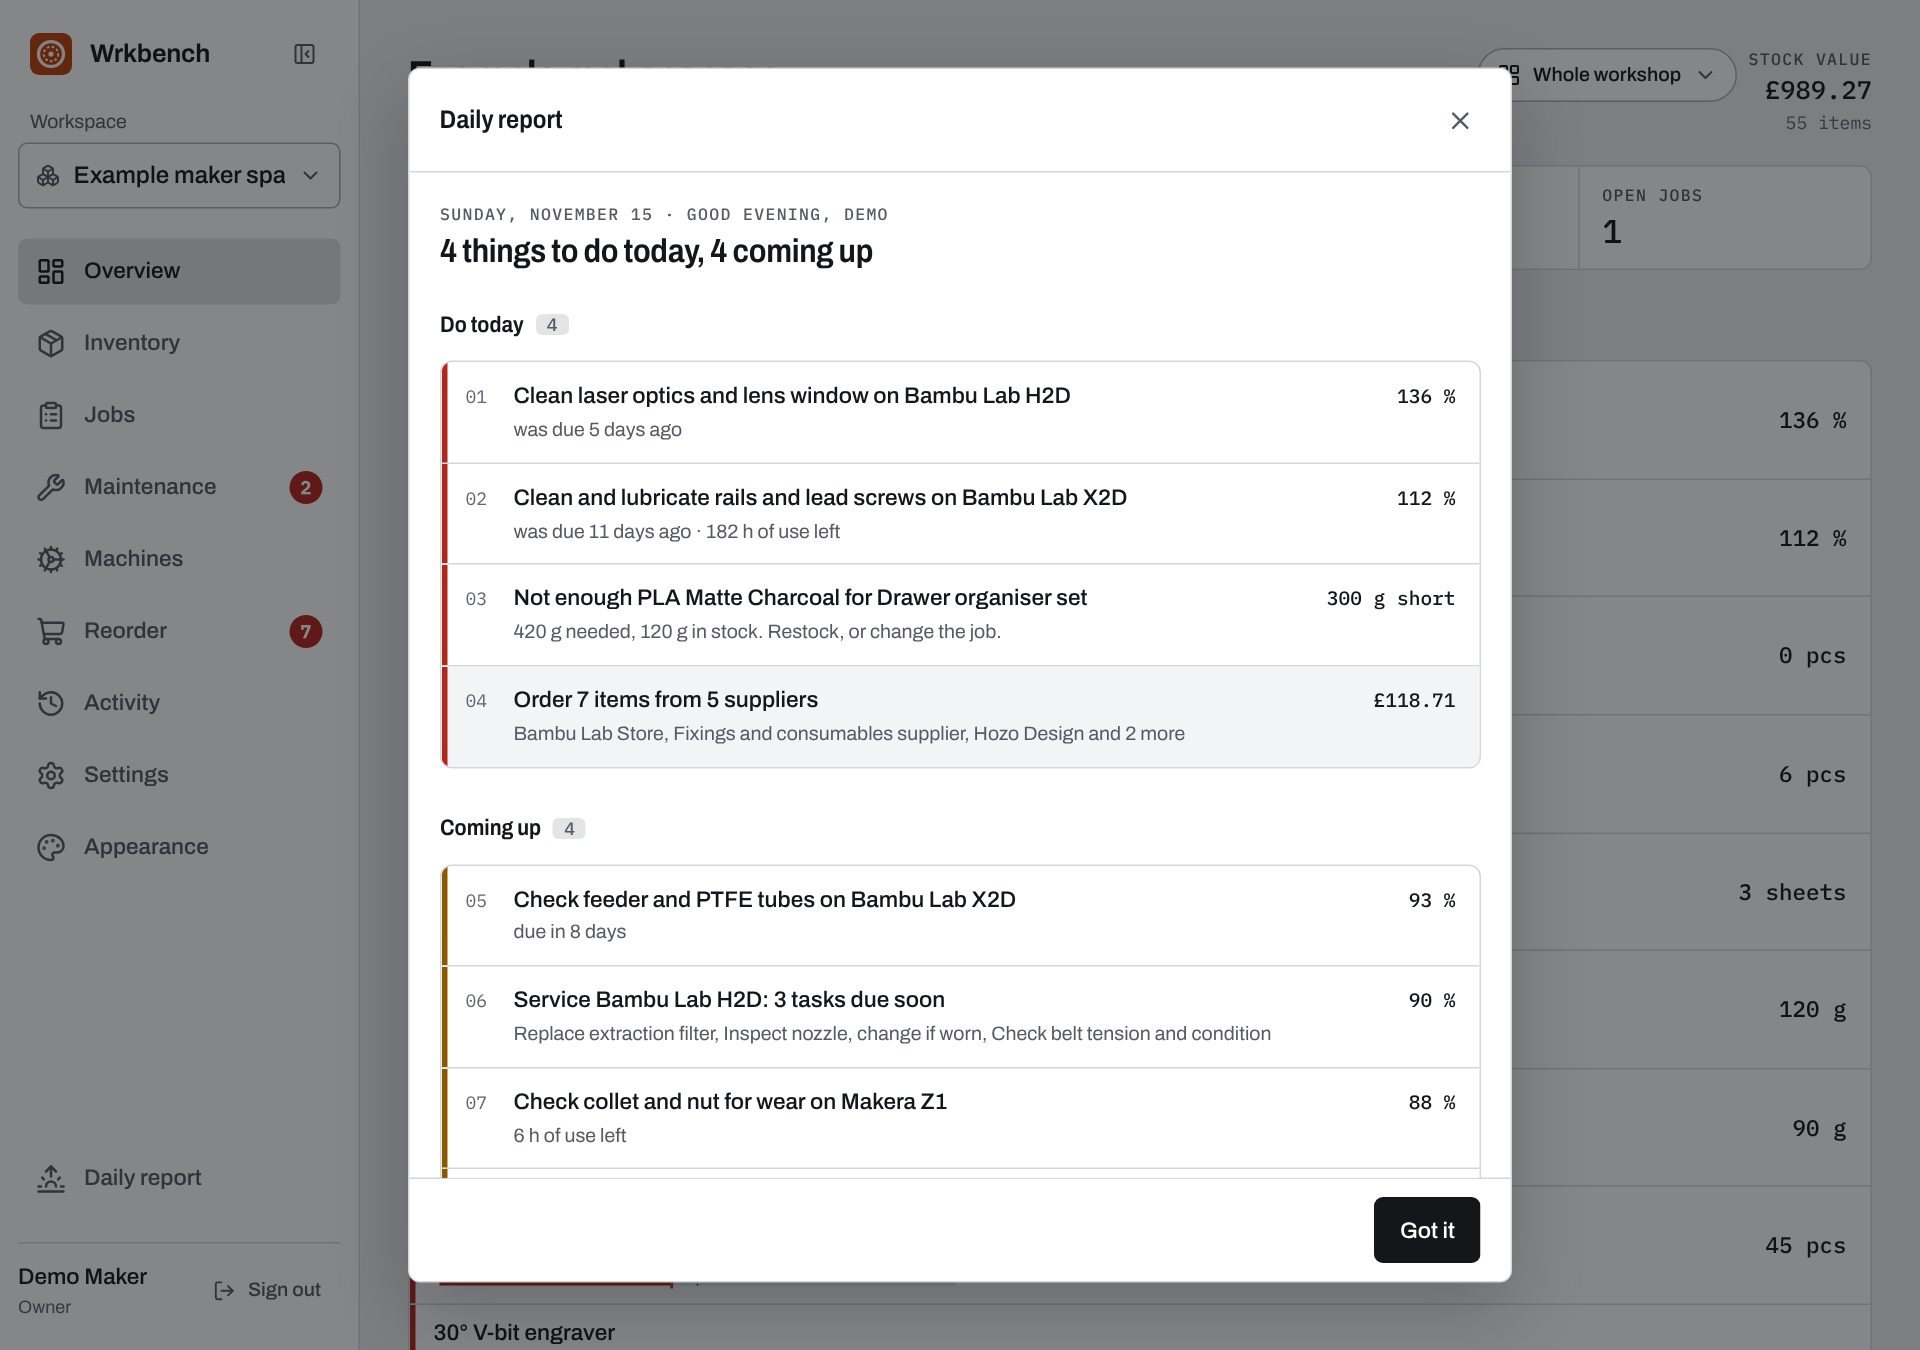 Wrkbench
Workspace
Example maker spa
Overview
Inventory
Jobs
Maintenance 2
Machines
Reorder 7
Activity
Settings
Appearance
Daily report
Demo Maker
Owner
Sign out
Whole workshop
STOCK VALUE
£989.27
55 items
OPEN JOBS
1
Daily report
SUNDAY, NOVEMBER 15 · GOOD EVENING, DEMO
4 things to do today, 4 coming up
Do today 4
01 Clean laser optics and lens window on Bambu Lab H2D 136 %
was due 5 days ago
02 Clean and lubricate rails and lead screws on Bambu Lab X2D 112 %
was due 11 days ago · 182 h of use left
03 Not enough PLA Matte Charcoal for Drawer organiser set 300 g short
420 g needed, 120 g in stock. Restock, or change the job.
04 Order 7 items from 5 suppliers £118.71
Bambu Lab Store, Fixings and consumables supplier, Hozo Design and 2 more
Coming up 4
05 Check feeder and PTFE tubes on Bambu Lab X2D 93 %
due in 8 days
06 Service Bambu Lab H2D: 3 tasks due soon 90 %
Replace extraction filter, Inspect nozzle, change if worn, Check belt tension and condition
07 Check collet and nut for wear on Makera Z1 88 %
6 h of use left
Got it
136 %
112 %
0 pcs
6 pcs
3 sheets
120 g
90 g
45 pcs
30° V-bit engraver